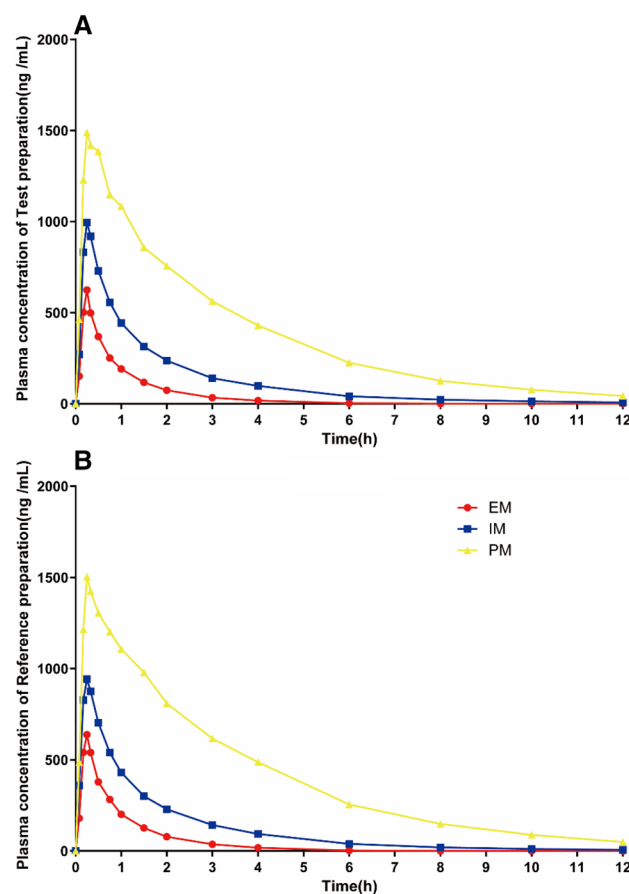 A
Plasma concentration of Test preparation(ng /mL)
2000
1500
1000
500
0
0 1 2 3 4 5 6 7 8 9 10 11 12
Time(h)
B
Plasma concentration of Reference preparation(ng /mL)
2000
1500
1000
500
0
EM
IM
PM
0 1 2 3 4 5 6 7 8 9 10 11 12
Time(h)